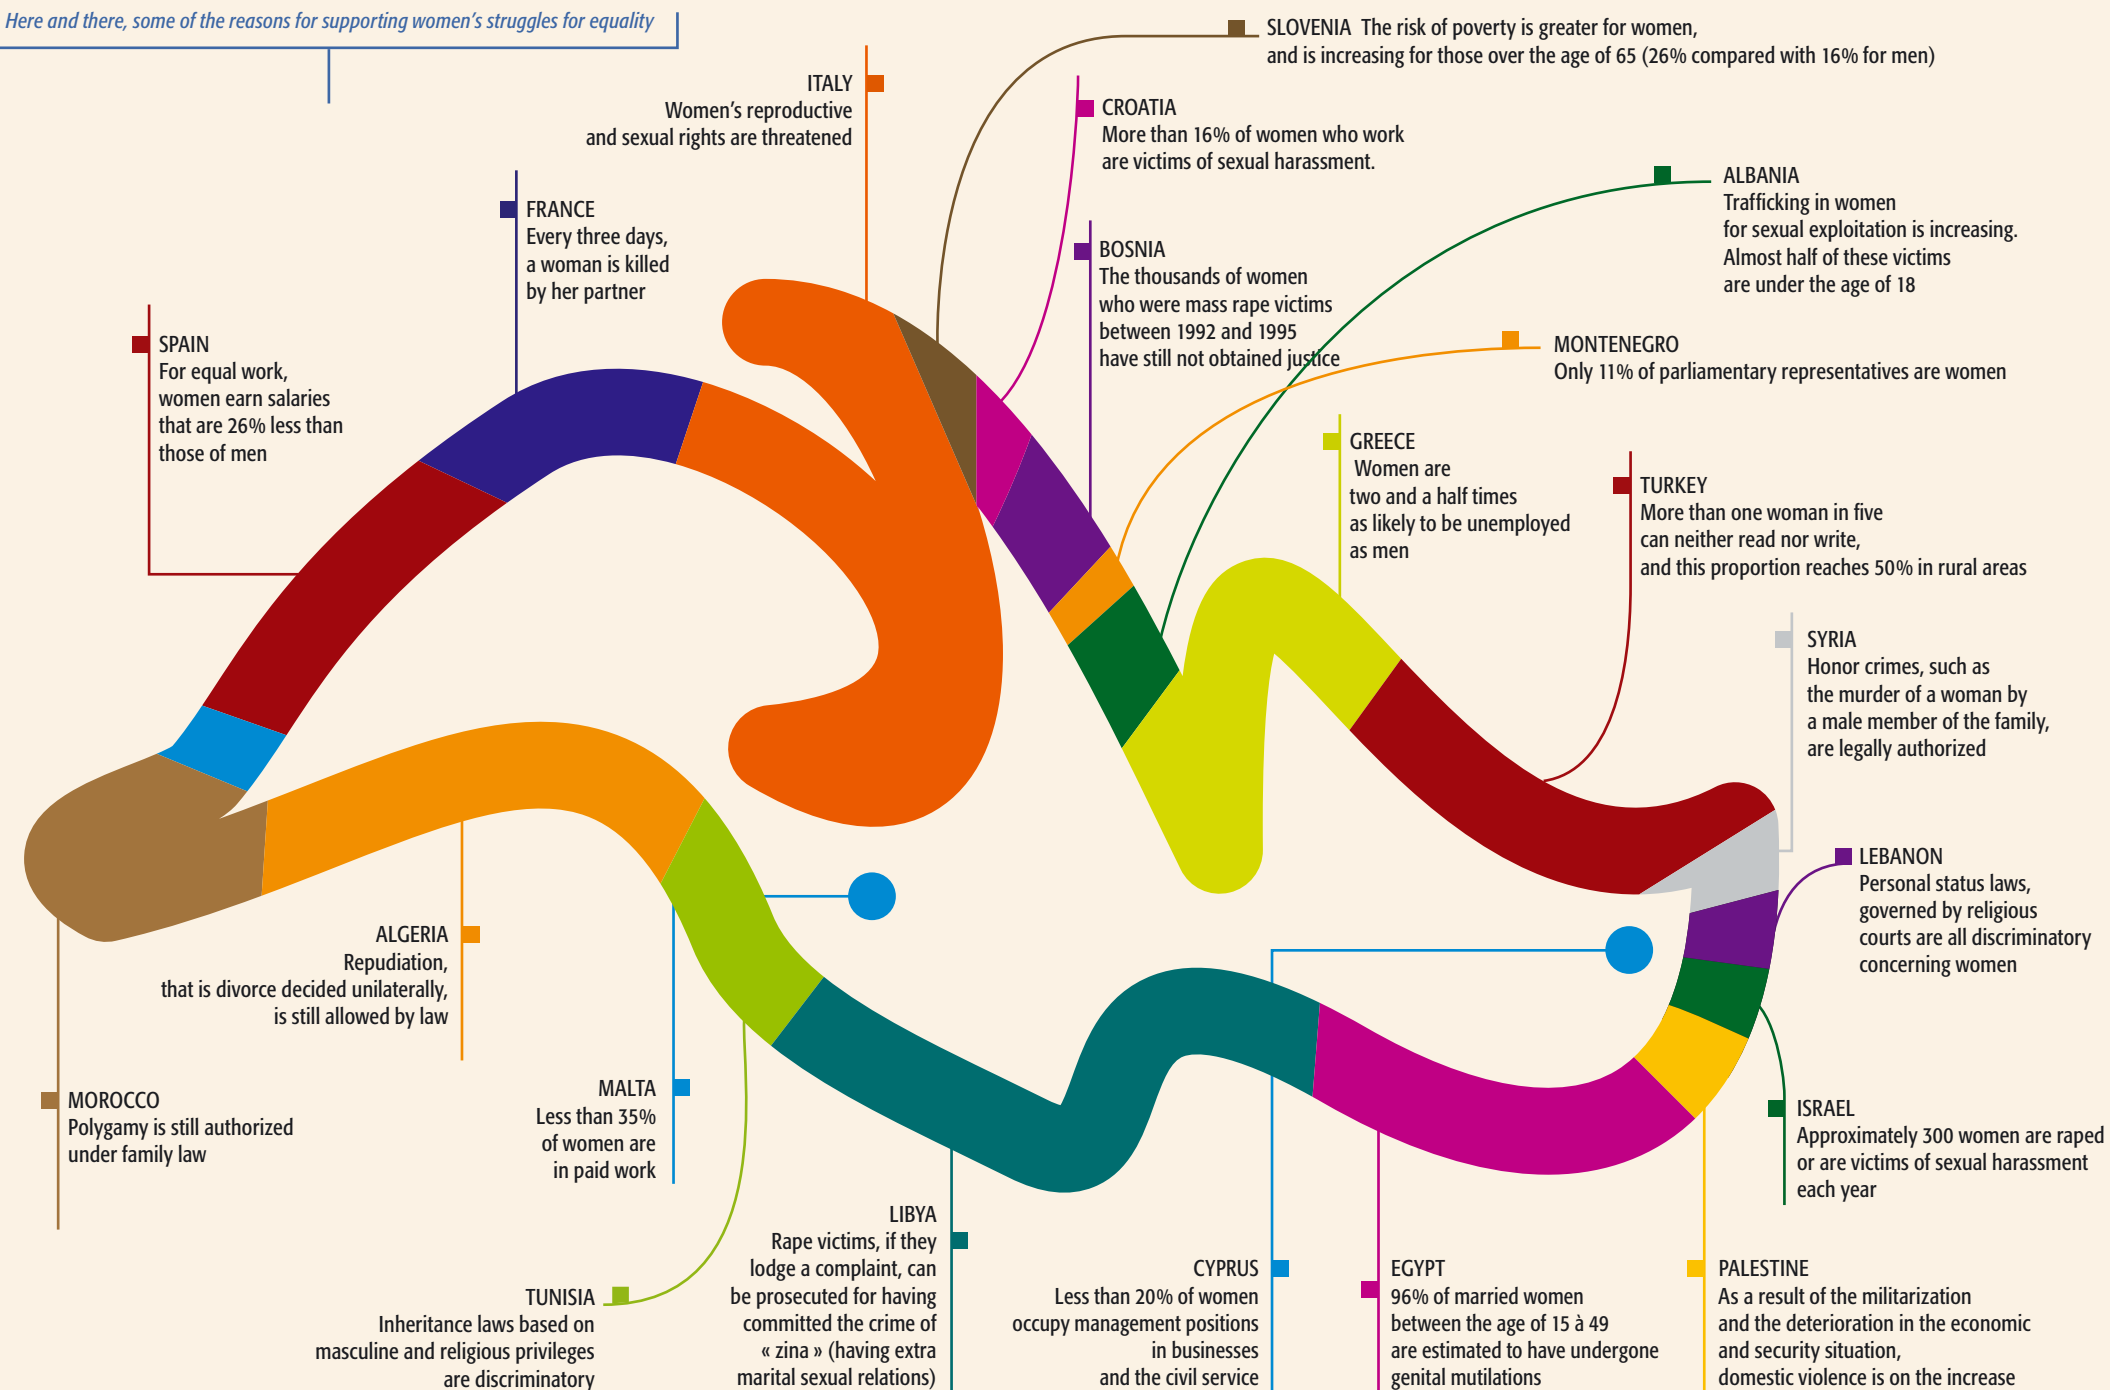 Here and there, some of the reasons for supporting women's struggles for equality
SLOVENIA  The risk of poverty is greater for women,
and is increasing for those over the age of 65 (26% compared with 16% for men)
ITALY
Women's reproductive
and sexual rights are threatened
CROATIA
More than 16% of women who work
are victims of sexual harassment.
ALBANIA
Trafficking in women
for sexual exploitation is increasing.
Almost half of these victims
are under the age of 18
FRANCE
Every three days,
a woman is killed
by her partner
BOSNIA
The thousands of women
who were mass rape victims
between 1992 and 1995
have still not obtained justice
SPAIN
For equal work,
women earn salaries
that are 26% less than
those of men
MONTENEGRO
Only 11% of parliamentary representatives are women
GREECE
Women are
two and a half times
as likely to be unemployed
as men
TURKEY
More than one woman in five
can neither read nor write,
and this proportion reaches 50% in rural areas
SYRIA
Honor crimes, such as
the murder of a woman by
a male member of the family,
are legally authorized
LEBANON
Personal status laws,
governed by religious
courts are all discriminatory
concerning women
ALGERIA
Repudiation,
that is divorce decided unilaterally,
is still allowed by law
MOROCCO
Polygamy is still authorized
under family law
MALTA
Less than 35%
of women are
in paid work
ISRAEL
Approximately 300 women are raped
or are victims of sexual harassment
each year
TUNISIA
Inheritance laws based on
masculine and religious privileges
are discriminatory
LIBYA
Rape victims, if they
lodge a complaint, can
be prosecuted for having
committed the crime of
« zina » (having extra
marital sexual relations)
CYPRUS
Less than 20% of women
occupy management positions
in businesses
and the civil service
EGYPT
96% of married women
between the age of 15 à 49
are estimated to have undergone
genital mutilations
PALESTINE
As a result of the militarization
and the deterioration in the economic
and security situation,
domestic violence is on the increase